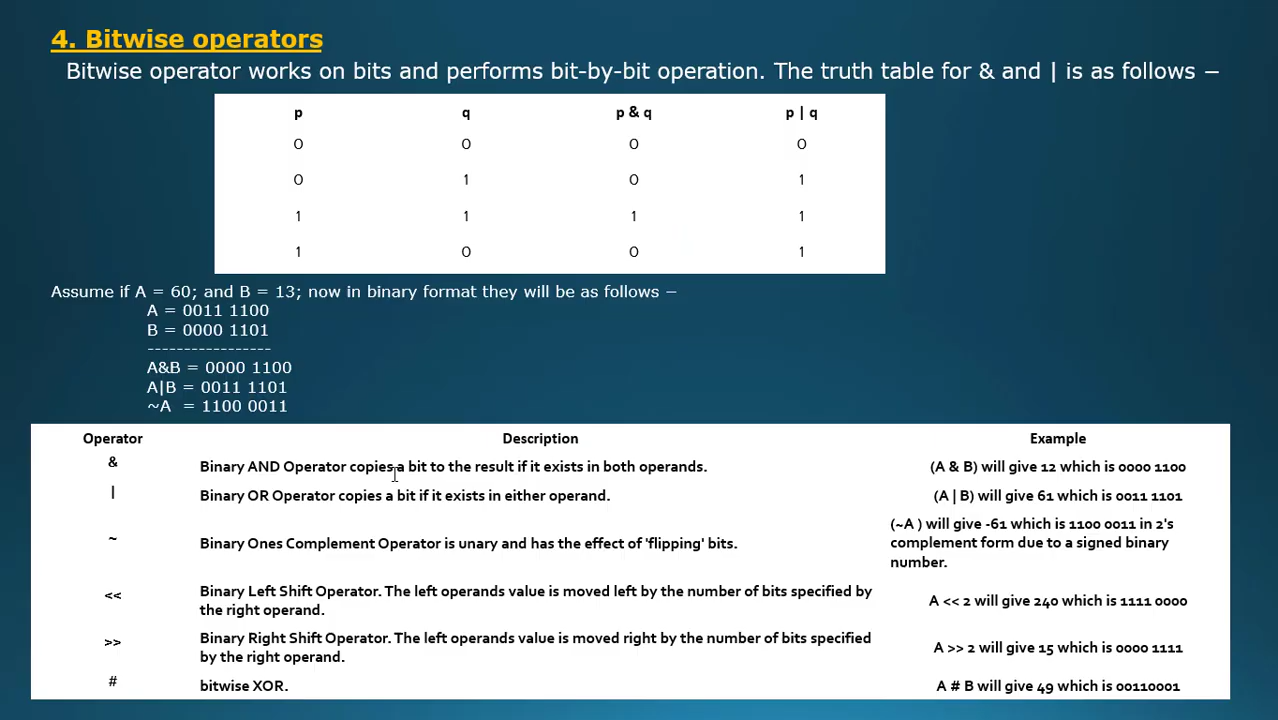 4. Bitwise operators
Bitwise operator works on bits and performs bit-by-bit operation. The truth table for & and | is as follows −
p q p & q p | q
0 0 0 0
0 1 0 1
1 1 1 1
1 0 0 1
Assume if A = 60; and B = 13; now in binary format they will be as follows −
A = 0011 1100
B = 0000 1101
-----------------
A&B = 0000 1100
A|B = 0011 1101
~A = 1100 0011
Operator Description Example
& Binary AND Operator copies a bit to the result if it exists in both operands. (A & B) will give 12 which is 0000 1100
| Binary OR Operator copies a bit if it exists in either operand. (A | B) will give 61 which is 0011 1101
(~A ) will give -61 which is 1100 0011 in 2's
~ Binary Ones Complement Operator is unary and has the effect of 'flipping' bits. complement form due to a signed binary
number.
Binary Left Shift Operator. The left operands value is moved left by the number of bits specified by
<< the right operand. A << 2 will give 240 which is 1111 0000
Binary Right Shift Operator. The left operands value is moved right by the number of bits specified
>> by the right operand. A >> 2 will give 15 which is 0000 1111
# bitwise XOR. A # B will give 49 which is 00110001